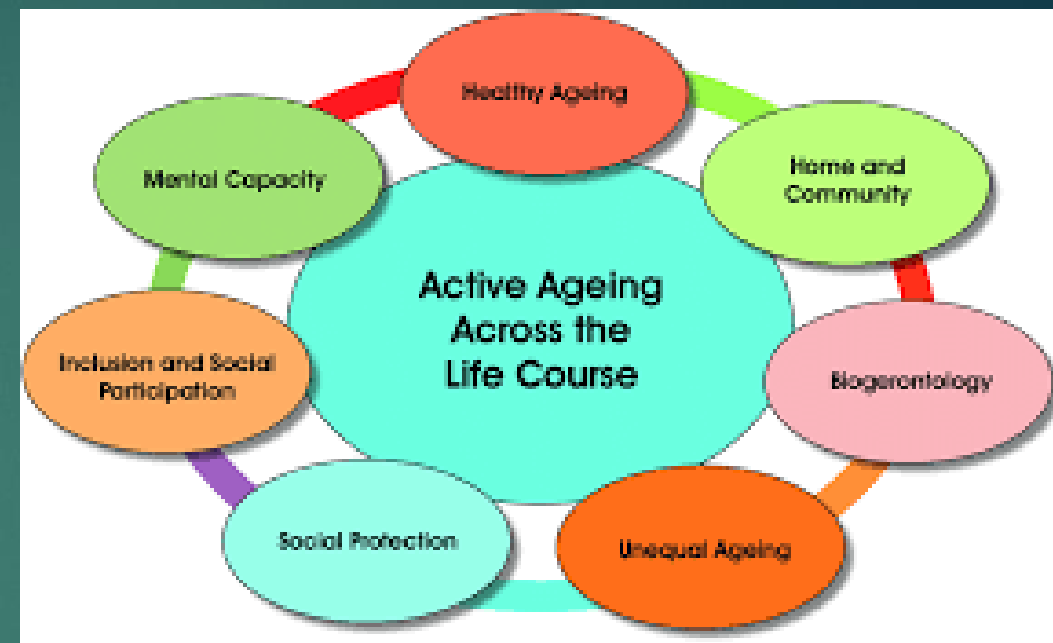 Healthy Ageing
Home and
Community
Mental Capacity
Active Ageing
Across the
Life Course
Inclusion and Social
Participation
Biogerontology
Social Protection
Unequal Ageing